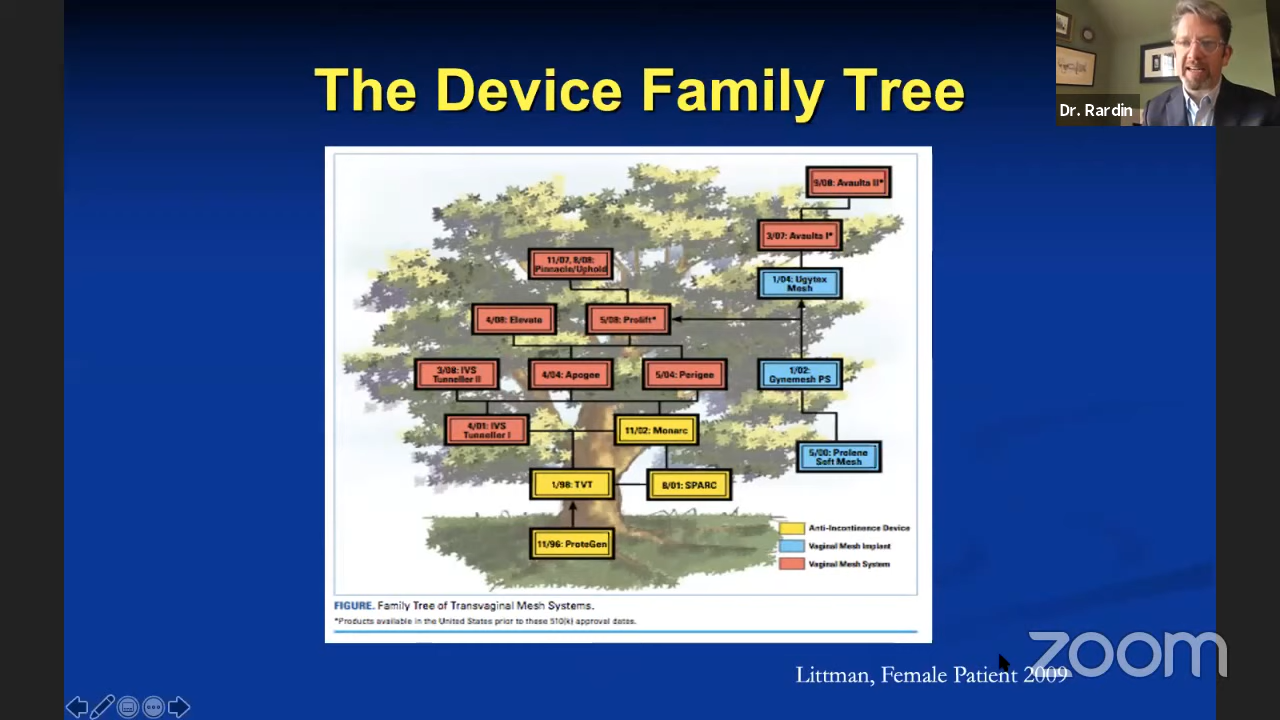 The Device Family Tree
Dr. Rardin
9/08: Avaulta II*
3/07: Avaulta I*
11/07, 8/08:
Pinnacle/Uphold
1/04: Ugytex
Mesh
4/08: Elevate
5/08: Prolift*
3/08: IVS
Tunneller II
4/04: Apogee
5/04: Perigee
1/02:
Gynemesh PS
4/01: IVS
Tunneller I
11/02: Monarc
5/00: Prolene
Soft Mesh
1/98: TVT
8/01: SPARC
11/96: ProteGen
Anti-Incontinence Device
Vaginal Mesh Implant
Vaginal Mesh System
FIGURE. Family Tree of Transvaginal Mesh Systems.
*Products available in the United States prior to these 510(k) approval dates.
Littman, Female Patient 2009
zoom